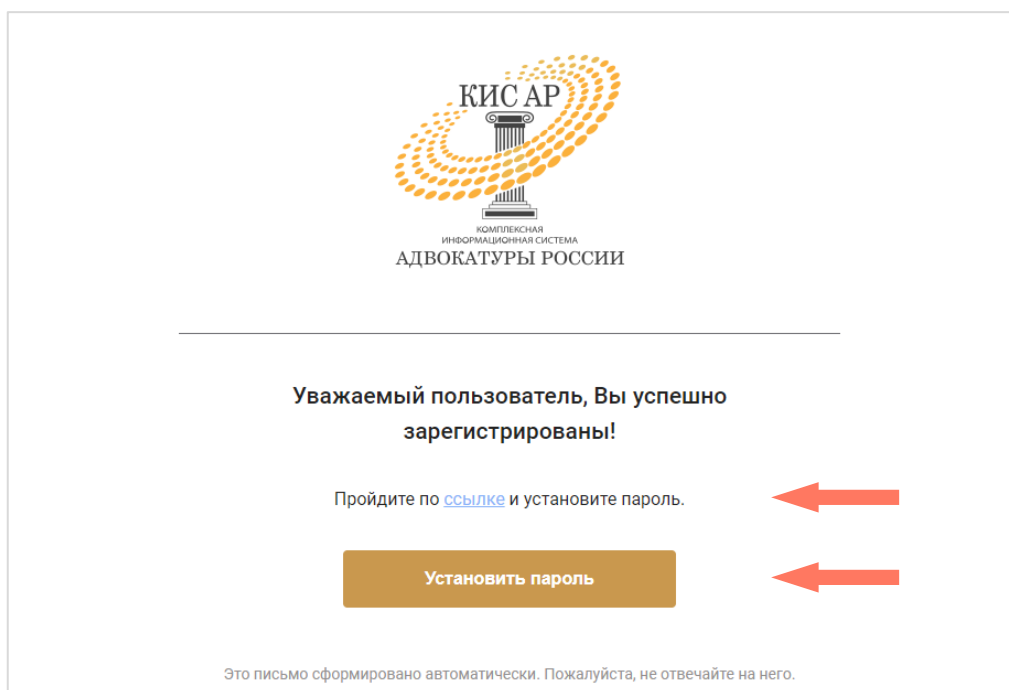 КИС АР
КОМПЛЕКСНАЯ
ИНФОРМАЦИОННАЯ СИСТЕМА
АДВОКАТУРЫ РОССИИ
Уважаемый пользователь, Вы успешно
зарегистрированы!
Пройдите по ссылке и установите пароль.
Установить пароль
Это письмо сформировано автоматически. Пожалуйста, не отвечайте на него.